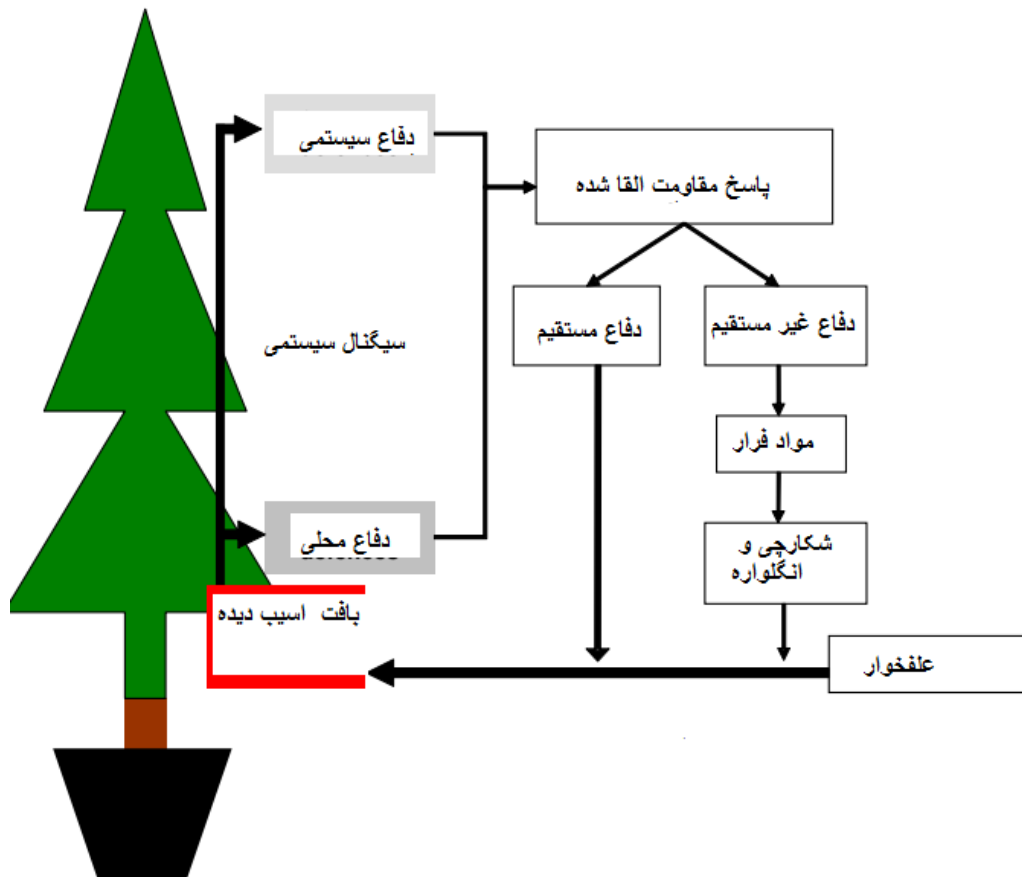 دفاع سیستمی
پاسخ مقاومت القا شده
دفاع مستقیم
دفاع غیر مستقیم
سیگنال سیستمی
مواد فرار
دفاع محلی
شکارچی و
انگلواره
بافت اسیب دیده
علفخوار